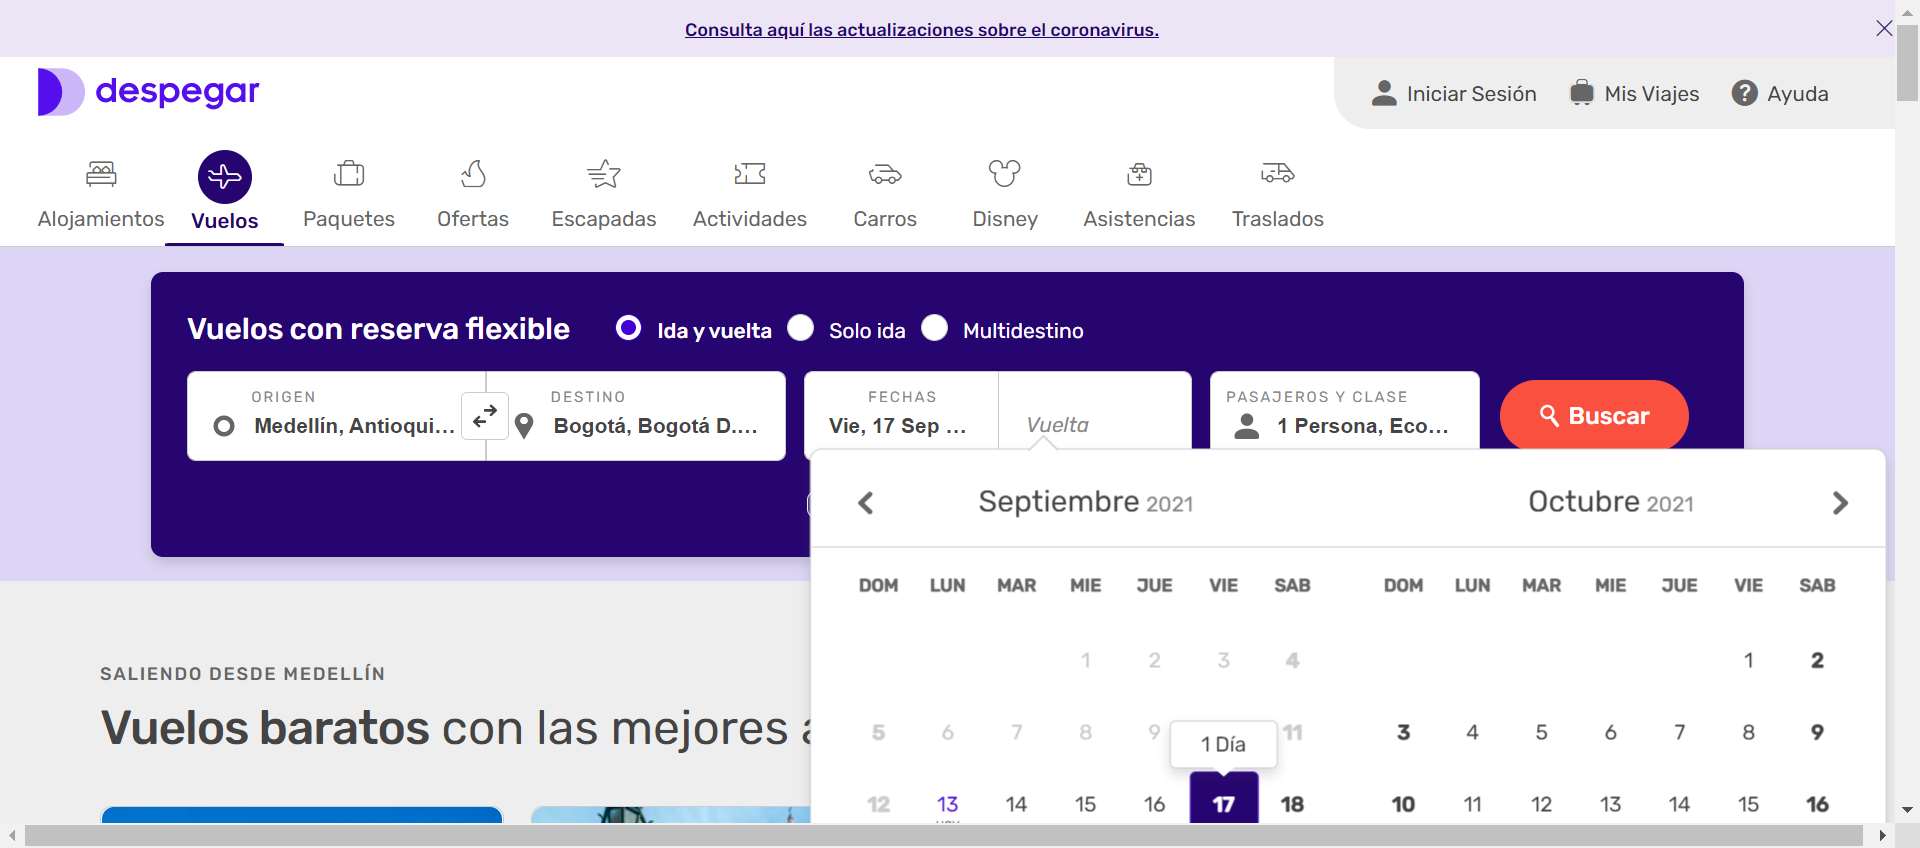 Consulta aquí las actualizaciones sobre el coronavirus.
despegar
Iniciar Sesión Mis Viajes Ayuda
Alojamientos Vuelos Paquetes Ofertas Escapadas Actividades Carros Disney Asistencias Traslados
Vuelos con reserva flexible Ida y vuelta Solo ida Multidestino
ORIGEN DESTINO FECHAS PASAJEROS Y CLASE
Medellín, Antioqui... Bogotá, Bogotá D.... Vie, 17 Sep ... Vuelta 1 Persona, Eco... Buscar
Septiembre 2021 Octubre 2021
DOM LUN MAR MIE JUE VIE SAB DOM LUN MAR MIE JUE VIE SAB
1 2 3 4 1 2
SALIENDO DESDE MEDELLÍN
Vuelos baratos con las mejores
5 6 7 8 9 11 3 4 5 6 7 8 9
1 Día
12 13 14 15 16 17 18 10 11 12 13 14 15 16